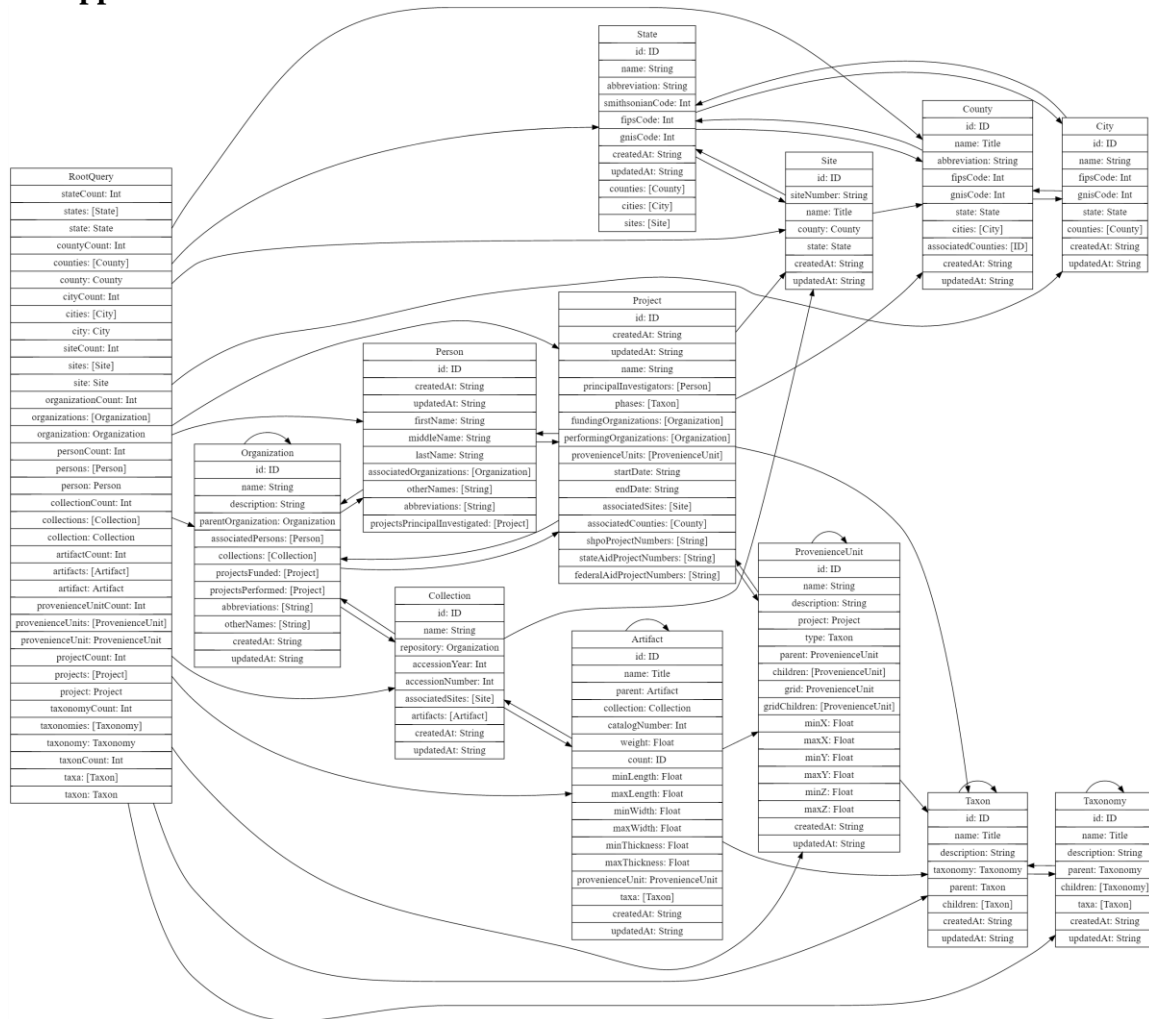 RootQuery
stateCount: Int
states: [State]
state: State
countyCount: Int
counties: [County]
county: County
cityCount: Int
cities: [City]
city: City
siteCount: Int
sites: [Site]
site: Site
organizationCount: Int
organizations: [Organization]
organization: Organization
personCount: Int
persons: [Person]
person: Person
collectionCount: Int
collections: [Collection]
collection: Collection
artifactCount: Int
artifacts: [Artifact]
artifact: Artifact
provenienceUnitCount: Int
provenienceUnits: [ProvenienceUnit]
provenienceUnit: ProvenienceUnit
projectCount: Int
projects: [Project]
project: Project
taxonomyCount: Int
taxonomies: [Taxonomy]
taxonomy: Taxonomy
taxonCount: Int
taxa: [Taxon]
taxon: Taxon
Organization
id: ID
name: String
description: String
parentOrganization: Organization
associatedPersons: [Person]
collections: [Collection]
projectsFunded: [Project]
projectsPerformed: [Project]
abbreviations: [String]
otherNames: [String]
createdAt: String
updatedAt: String
Person
id: ID
createdAt: String
updatedAt: String
firstName: String
middleName: String
lastName: String
associatedOrganizations: [Organization]
otherNames: [String]
abbreviations: [String]
projectsPrincipalInvestigated: [Project]
Collection
id: ID
name: String
repository: Organization
accessionYear: Int
accessionNumber: Int
associatedSites: [Site]
artifacts: [Artifact]
createdAt: String
updatedAt: String
State
id: ID
name: String
abbreviation: String
smithsonianCode: Int
fipsCode: Int
gnisCode: Int
createdAt: String
updatedAt: String
counties: [County]
cities: [City]
sites: [Site]
Project
id: ID
createdAt: String
updatedAt: String
name: String
principalInvestigators: [Person]
phases: [Taxon]
fundingOrganizations: [Organization]
performingOrganizations: [Organization]
provenienceUnits: [ProvenienceUnit]
startDate: String
endDate: String
associatedSites: [Site]
associatedCounties: [County]
shpoProjectNumbers: [String]
stateAidProjectNumbers: [String]
federalAidProjectNumbers: [String]
Artifact
id: ID
name: Title
parent: Artifact
collection: Collection
catalogNumber: Int
weight: Float
count: ID
minLength: Float
maxLength: Float
minWidth: Float
maxWidth: Float
minThickness: Float
maxThickness: Float
provenienceUnit: ProvenienceUnit
taxa: [Taxon]
createdAt: String
updatedAt: String
Site
id: ID
siteNumber: String
name: Title
county: County
state: State
createdAt: String
updatedAt: String
ProvenienceUnit
id: ID
name: String
description: String
project: Project
type: Taxon
parent: ProvenienceUnit
children: [ProvenienceUnit]
grid: ProvenienceUnit
gridChildren: [ProvenienceUnit]
minX: Float
maxX: Float
minY: Float
maxY: Float
minZ: Float
maxZ: Float
createdAt: String
updatedAt: String
County
id: ID
name: Title
abbreviation: String
fipsCode: Int
gnisCode: Int
state: State
cities: [City]
associatedCounties: [ID]
createdAt: String
updatedAt: String
City
id: ID
name: String
fipsCode: Int
gnisCode: Int
state: State
counties: [County]
createdAt: String
updatedAt: String
Taxon
id: ID
name: Title
description: String
taxonomy: Taxonomy
parent: Taxon
children: [Taxon]
createdAt: String
updatedAt: String
Taxonomy
id: ID
name: Title
description: String
parent: Taxonomy
children: [Taxonomy]
taxa: [Taxon]
createdAt: String
updatedAt: String